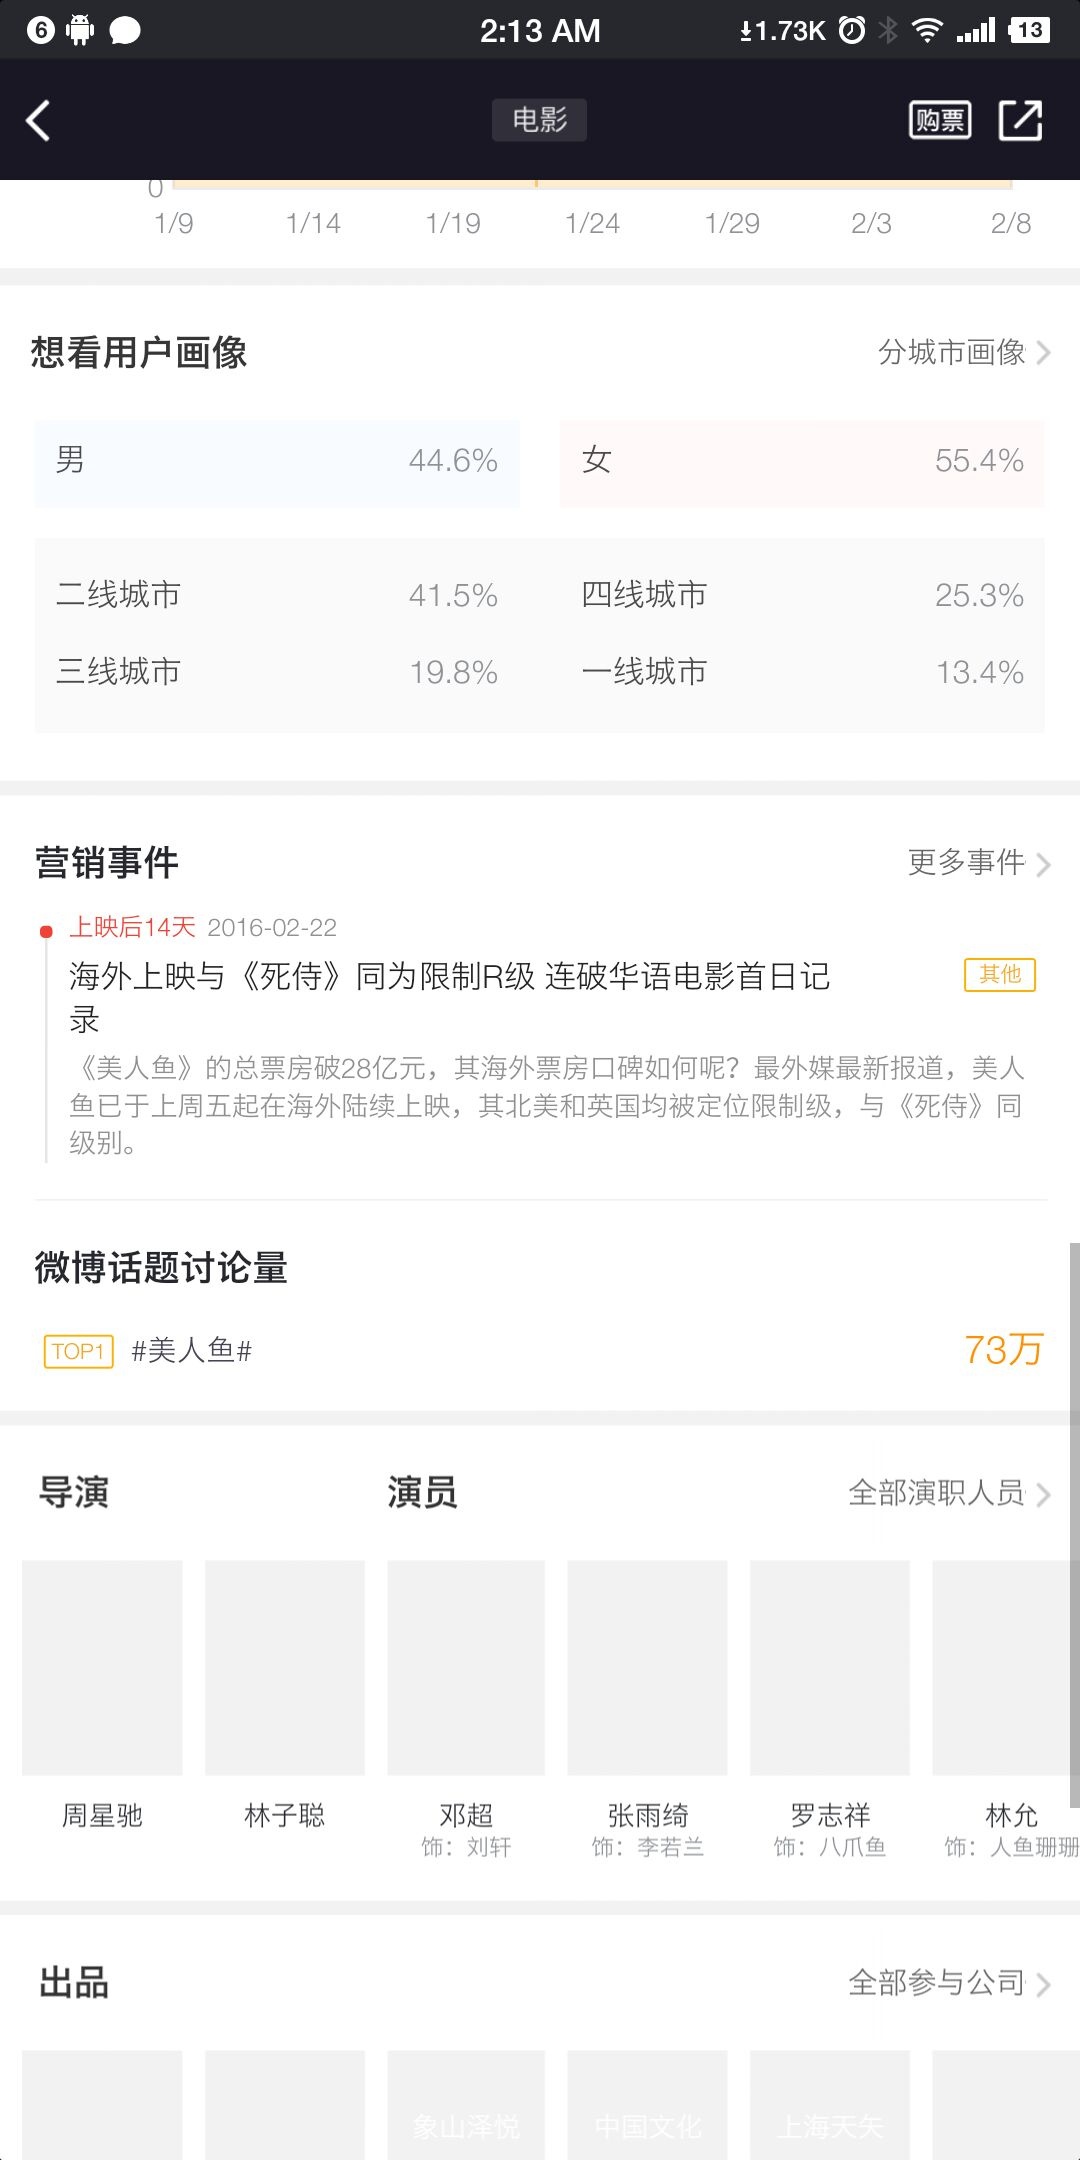 6
2:13 AM
1.73K
13
电影
购票
0
1/9 1/14 1/19 1/24 1/29 2/3 2/8
想看用户画像
分城市画像
男 44.6% 女 55.4%
二线城市 41.5% 四线城市 25.3%
三线城市 19.8% 一线城市 13.4%
营销事件
更多事件
上映后14天 2016-02-22
海外上映与《死侍》同为限制R级 连破华语电影首日记
录
其他
《美人鱼》的总票房破28亿元，其海外票房口碑如何呢？最外媒最新报道，美人
鱼已于上周五起在海外陆续上映，其北美和英国均被定位限制级，与《死侍》同
级别。
微博话题讨论量
TOP1 #美人鱼# 73万
导演 演员 全部演职人员
周星驰 林子聪 邓超 张雨绮 罗志祥 林允
饰：刘轩 饰：李若兰 饰：八爪鱼 饰：人鱼珊珊
出品
全部参与公司
象山泽悦 中国文化 上海天矢